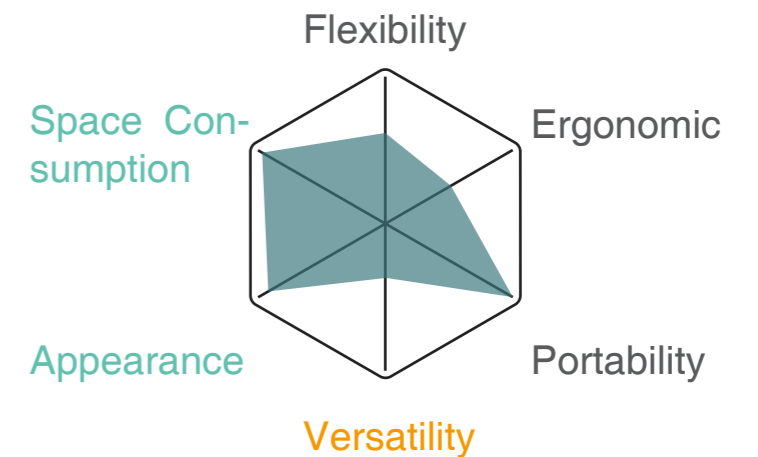 Flexibility
Space Con-
sumption
Ergonomic
Appearance
Portability
Versatility